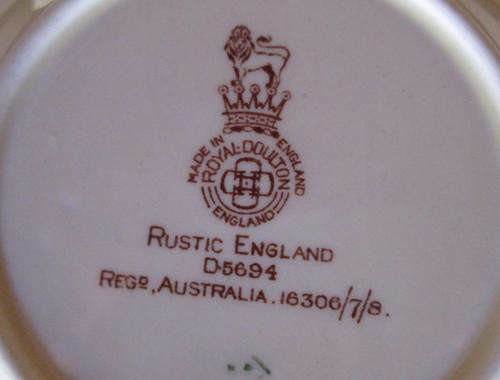 MADE IN ENGLAND
ROYAL DOULTON
ENGLAND
RUSTIC ENGLAND
D·5694
REGD, AUSTRALIA. 16306/7/8.